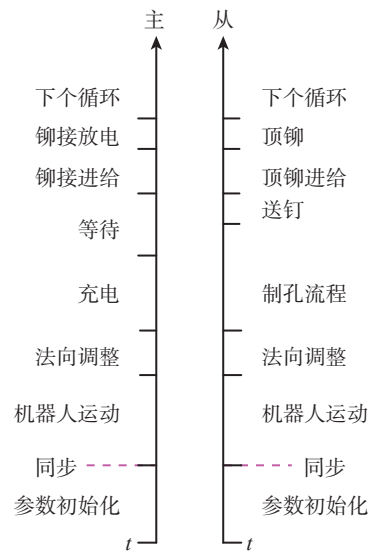 主 从
下个循环 下个循环
铆接放电 顶铆
铆接进给 顶铆进给
送钉
等待
充电 制孔流程
法向调整 法向调整
机器人运动 机器人运动
同步 同步
参数初始化 参数初始化
t t